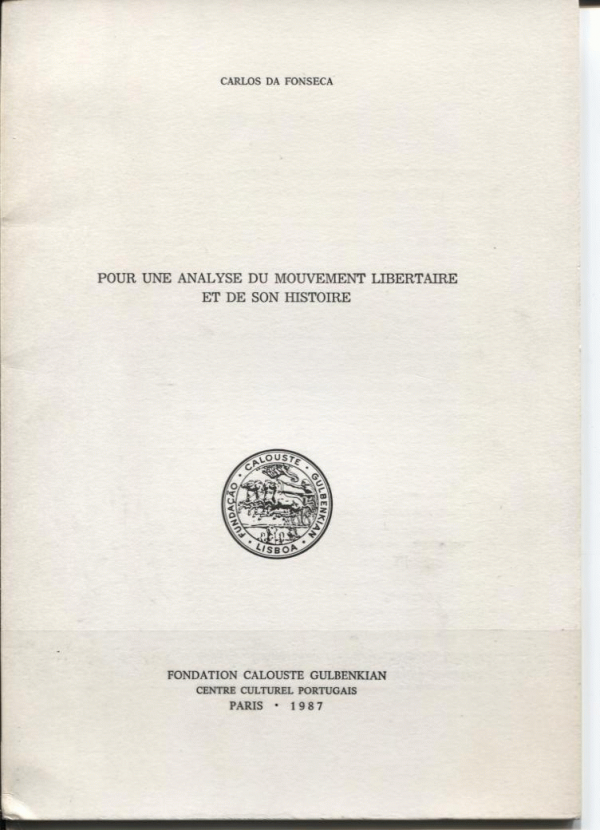 CARLOS DA FONSECA
POUR UNE ANALYSE DU MOUVEMENT LIBERTAIRE
ET DE SON HISTOIRE
FUNDAÇÃO · CALOUSTE · GULBENKIAN · LISBOA ·
FONDATION CALOUSTE GULBENKIAN
CENTRE CULTUREL PORTUGAIS
PARIS · 1987